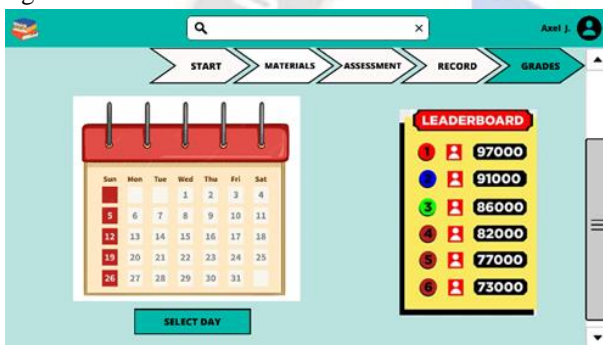 Axel J.
START
MATERIALS
ASSESSMENT
RECORD
GRADES
Sun Mon Tue Wed Thu Fri Sat
1 2 3 4
5 6 7 8 9 10 11
12 13 14 15 16 17 18
19 20 21 22 23 24 25
26 27 28 29 30 31
SELECT DAY
LEADERBOARD
1 97000
2 91000
3 86000
4 82000
5 77000
6 73000